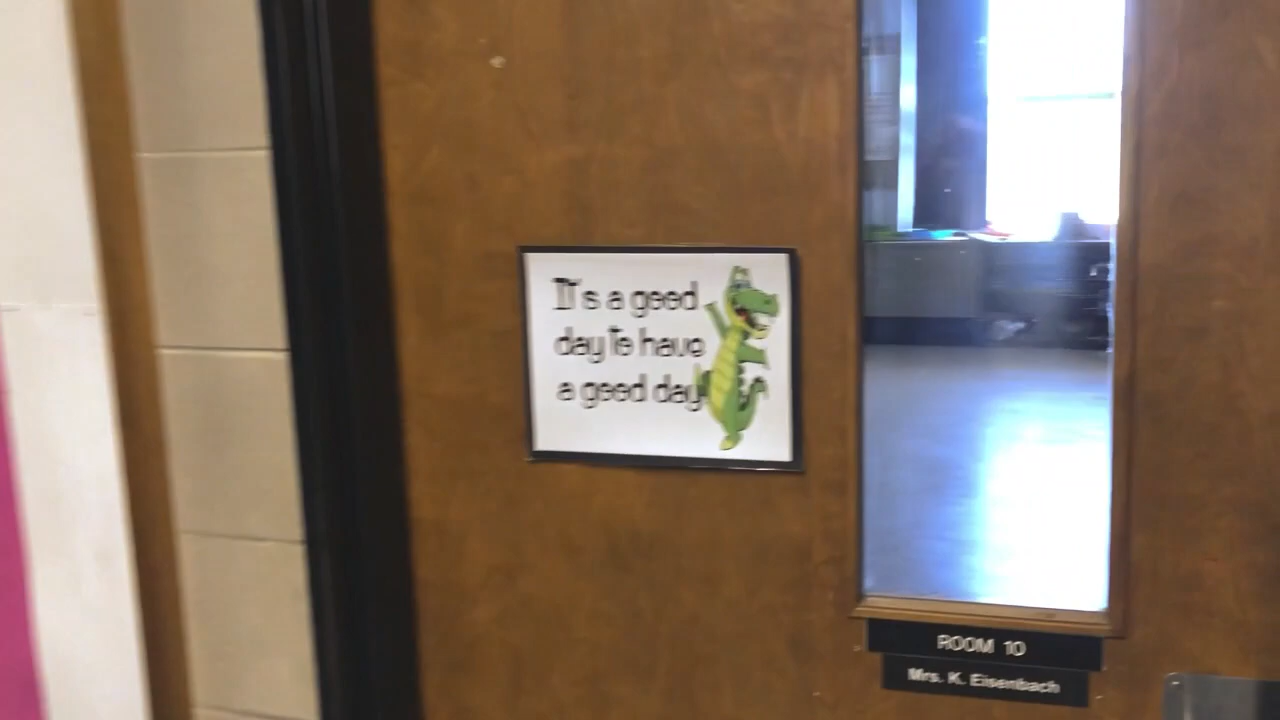 It's a good
day to have
a good day
ROOM 10
Mrs. K. Eisenbach